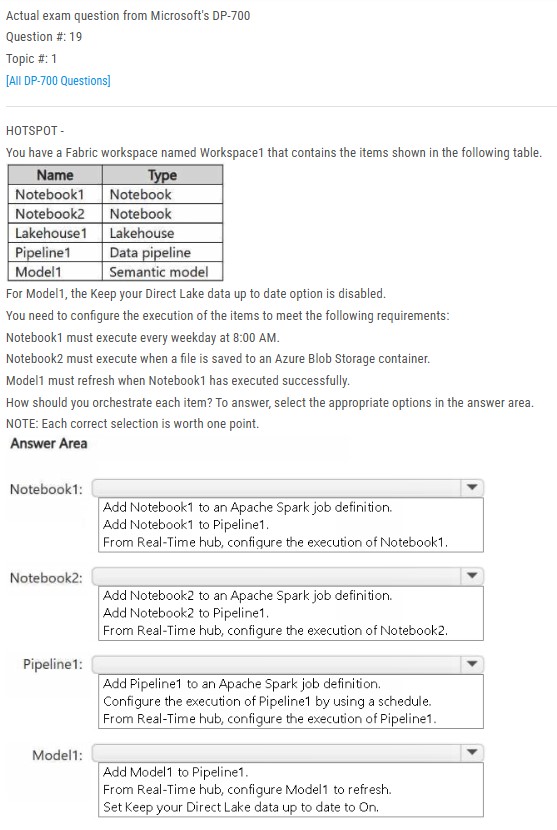 Actual exam question from Microsoft's DP-700
Question #: 19
Topic #: 1
[All DP-700 Questions]
HOTSPOT -
You have a Fabric workspace named Workspace1 that contains the items shown in the following table.
Name Type
Notebook1 Notebook
Notebook2 Notebook
Lakehouse1 Lakehouse
Pipeline1 Data pipeline
Model1 Semantic model
For Model1, the Keep your Direct Lake data up to date option is disabled.
You need to configure the execution of the items to meet the following requirements:
Notebook1 must execute every weekday at 8:00 AM.
Notebook2 must execute when a file is saved to an Azure Blob Storage container.
Model1 must refresh when Notebook1 has executed successfully.
How should you orchestrate each item? To answer, select the appropriate options in the answer area.
NOTE: Each correct selection is worth one point.
Answer Area
Notebook1:
Add Notebook1 to an Apache Spark job definition.
Add Notebook1 to Pipeline1.
From Real-Time hub, configure the execution of Notebook1.
Notebook2:
Add Notebook2 to an Apache Spark job definition.
Add Notebook2 to Pipeline1.
From Real-Time hub, configure the execution of Notebook2.
Pipeline1:
Add Pipeline1 to an Apache Spark job definition.
Configure the execution of Pipeline1 by using a schedule.
From Real-Time hub, configure the execution of Pipeline1.
Model1:
Add Model1 to Pipeline1.
From Real-Time hub, configure Model1 to refresh.
Set Keep your Direct Lake data up to date to On.